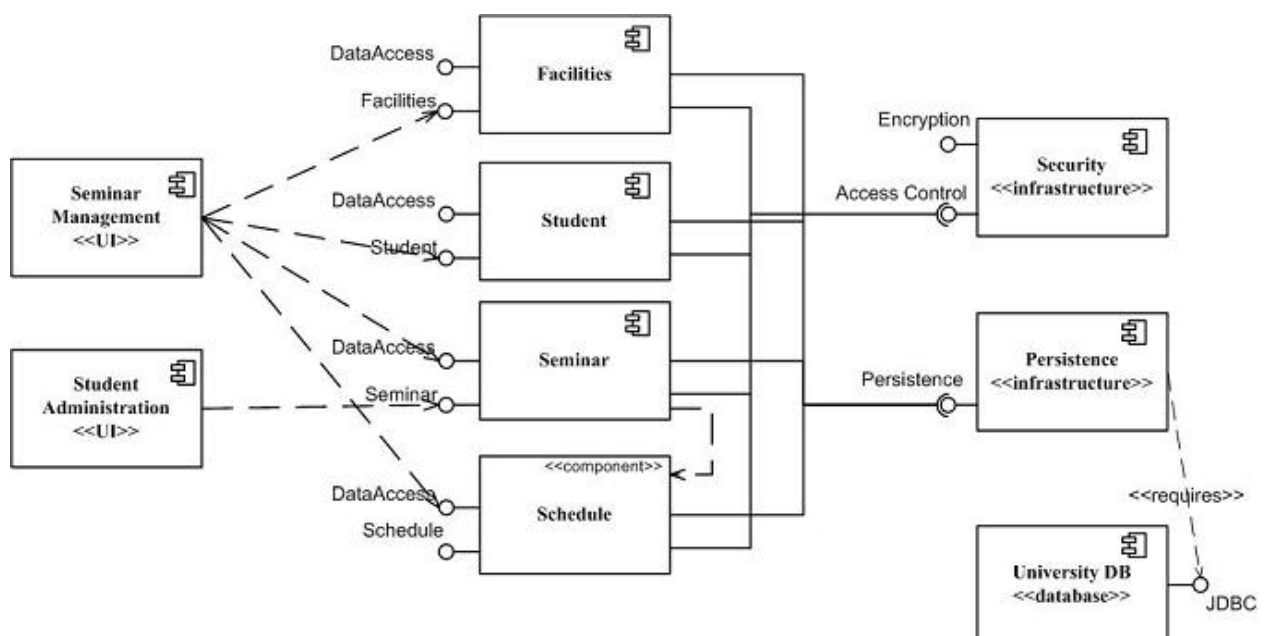 DataAccess
Facilities
Facilities
Seminar
Management
<<UI>>
DataAccess
Student
Student
Student
Administration
<<UI>>
DataAccess
Seminar
Seminar
<<component>>
DataAccess
Schedule
Schedule
Encryption
Access Control
Security
<<infrastructure>>
Persistence
Persistence
<<infrastructure>>
<<requires>>
University DB
<<database>>
JDBC